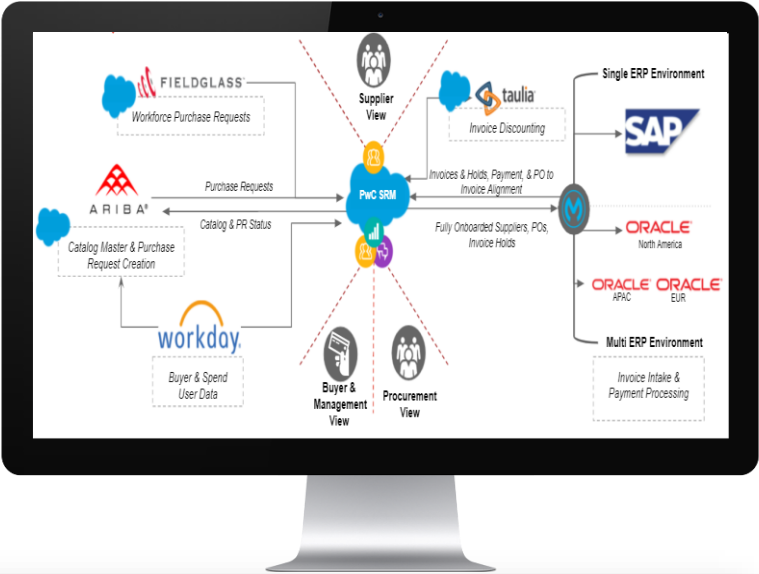 Single ERP Environment
FIELDGLASS
Workforce Purchase Requests
Supplier
View
taulia
Invoice Discounting
SAP
Purchase Requests
ARIBA®
PwC SRM
Invoices & Holds, Payment, & PO to
Invoice Alignment
Catalog & PR Status
Fully Onboarded Suppliers, POs,
Invoice Holds
Catalog Master & Purchase
Request Creation
ORACLE
North America
ORACLE ORACLE
APAC EUR
workday.
Buyer & Spend
User Data
Buyer &
Management
View
Procurement
View
Multi ERP Environment
Invoice Intake &
Payment Processing